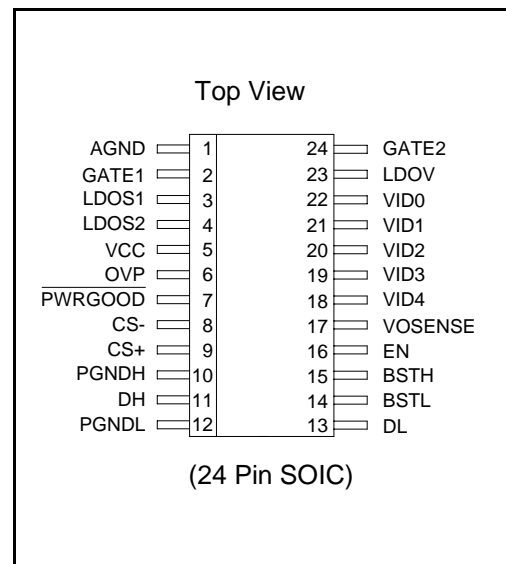 Top View
AGND 1 24 GATE2
GATE1 2 23 LDOV
LDOS1 3 22 VID0
LDOS2 4 21 VID1
VCC 5 20 VID2
OVP 6 19 VID3
PWRGOOD 7 18 VID4
CS- 8 17 VOSENSE
CS+ 9 16 EN
PGNDH 10 15 BSTH
DH 11 14 BSTL
PGNDL 12 13 DL
(24 Pin SOIC)